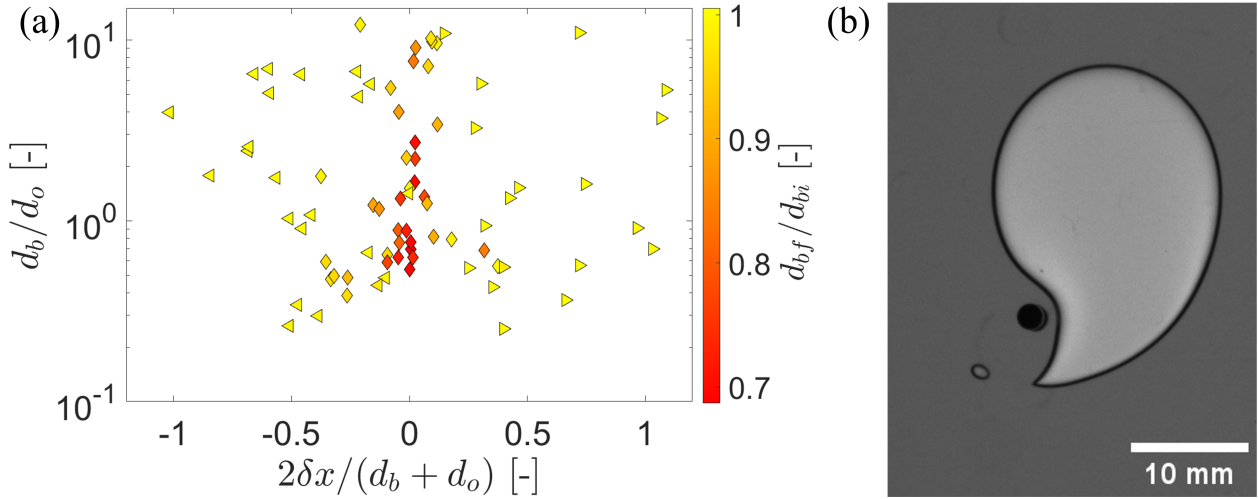 (a)
10^1
10^0
10^-1
d_b/d_o [-]
-1 -0.5 0 0.5 1
2δx/(d_b + d_o) [-]
1
0.9
0.8
0.7
d_bf/d_bi [-]
(b)
10 mm